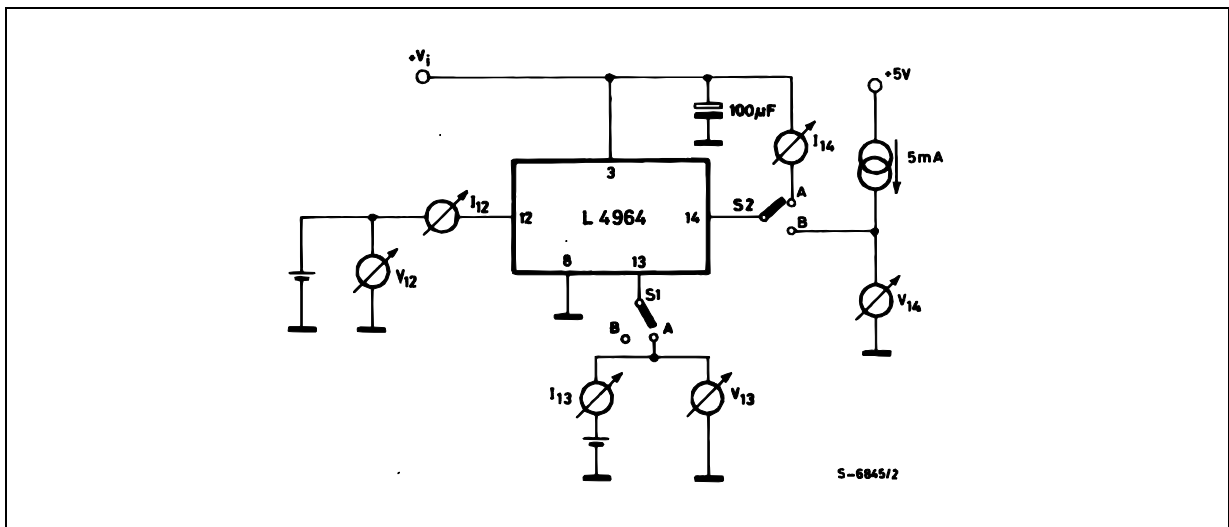 +Vi
+5V
100µF
I14
5mA
3
I12
12
L 4964
14
S2
A
B
V12
8
13
S1
V14
B
A
I13
V13
S-6845/2